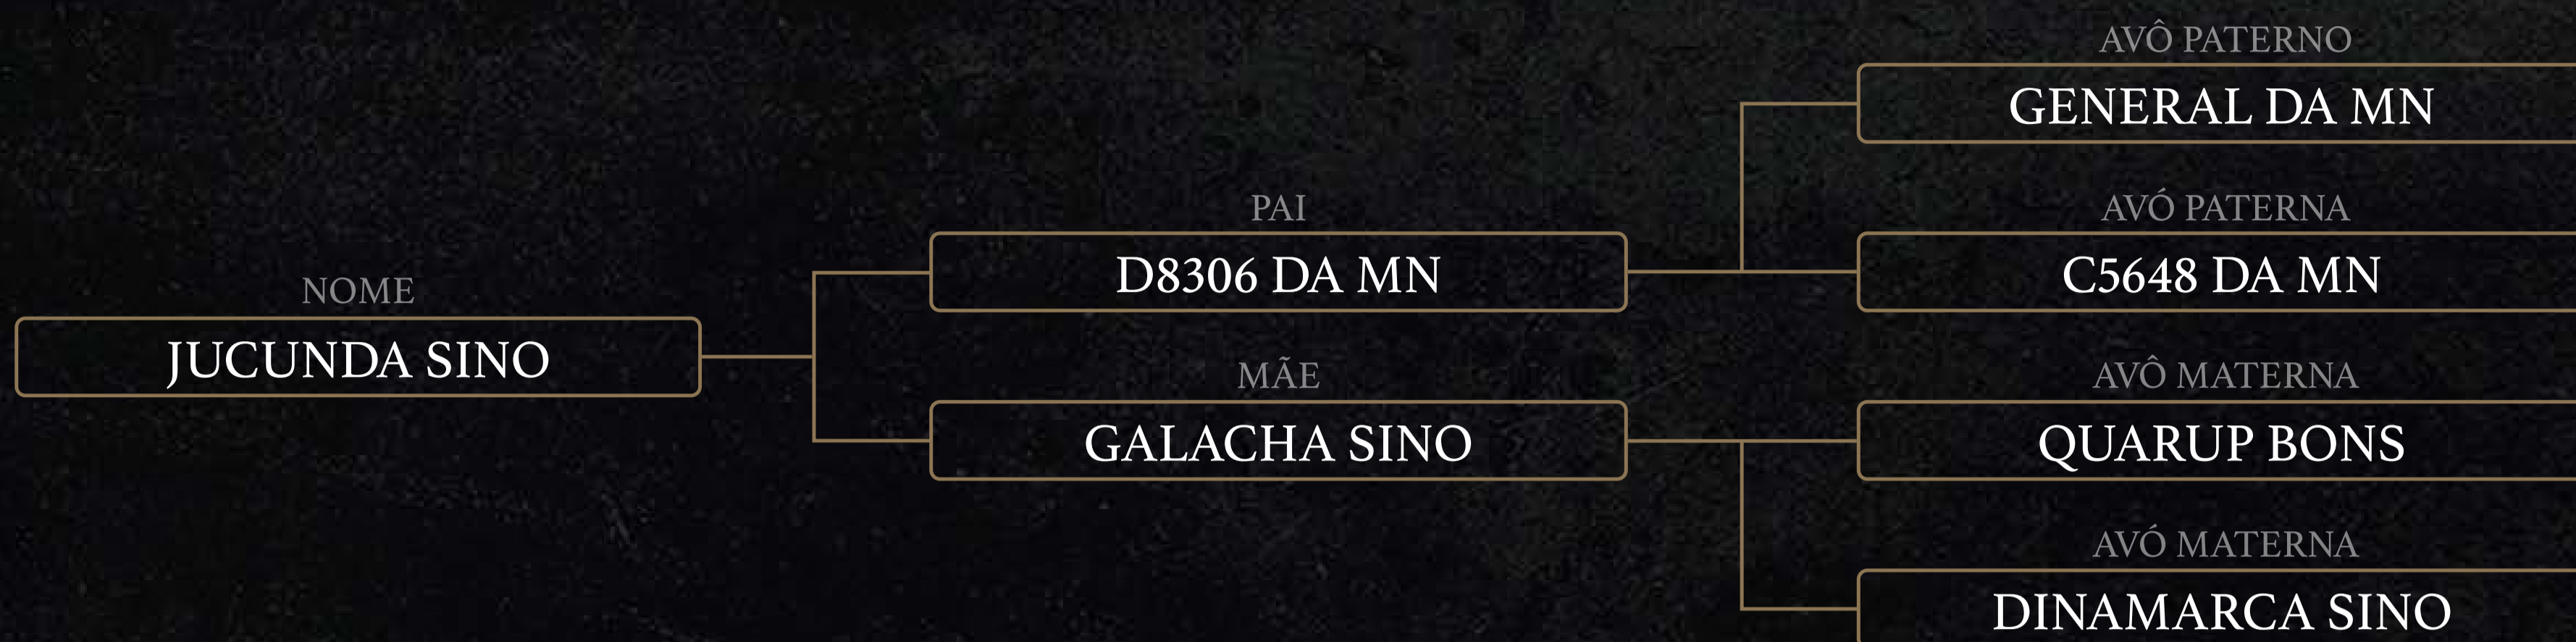 NOME
JUCUNDA SINO
PAI
D8306 DA MN
MÃE
GALACHA SINO
AVÔ PATERNO
GENERAL DA MN
AVÓ PATERNA
C5648 DA MN
AVÔ MATERNA
QUARUP BONS
AVÓ MATERNA
DINAMARCA SINO